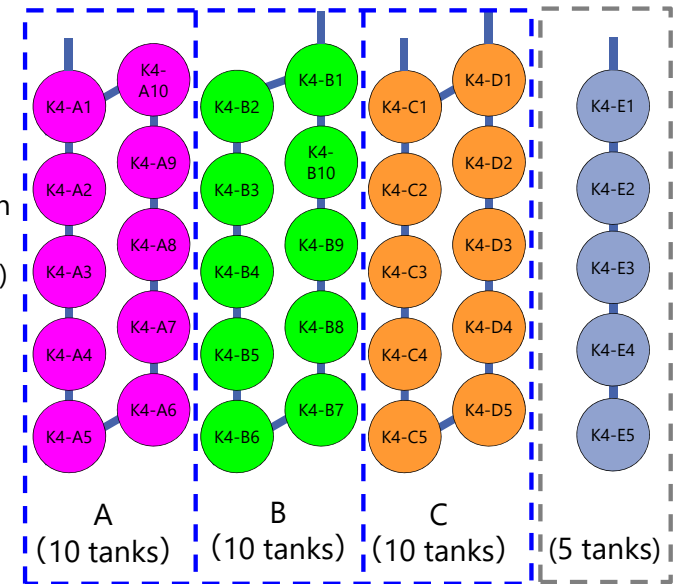 K4-A1
K4-A2
K4-A3
K4-A4
K4-A5
K4-
A10
K4-A9
K4-A8
K4-A7
K4-A6
A
(10 tanks)
K4-B2
K4-B3
K4-B4
K4-B5
K4-B6
K4-B1
K4-
B10
K4-B9
K4-B8
K4-B7
B
(10 tanks)
K4-C1
K4-C2
K4-C3
K4-C4
K4-C5
K4-D1
K4-D2
K4-D3
K4-D4
K4-D5
C
(10 tanks)
K4-E1
K4-E2
K4-E3
K4-E4
K4-E5
(5 tanks)
n
)